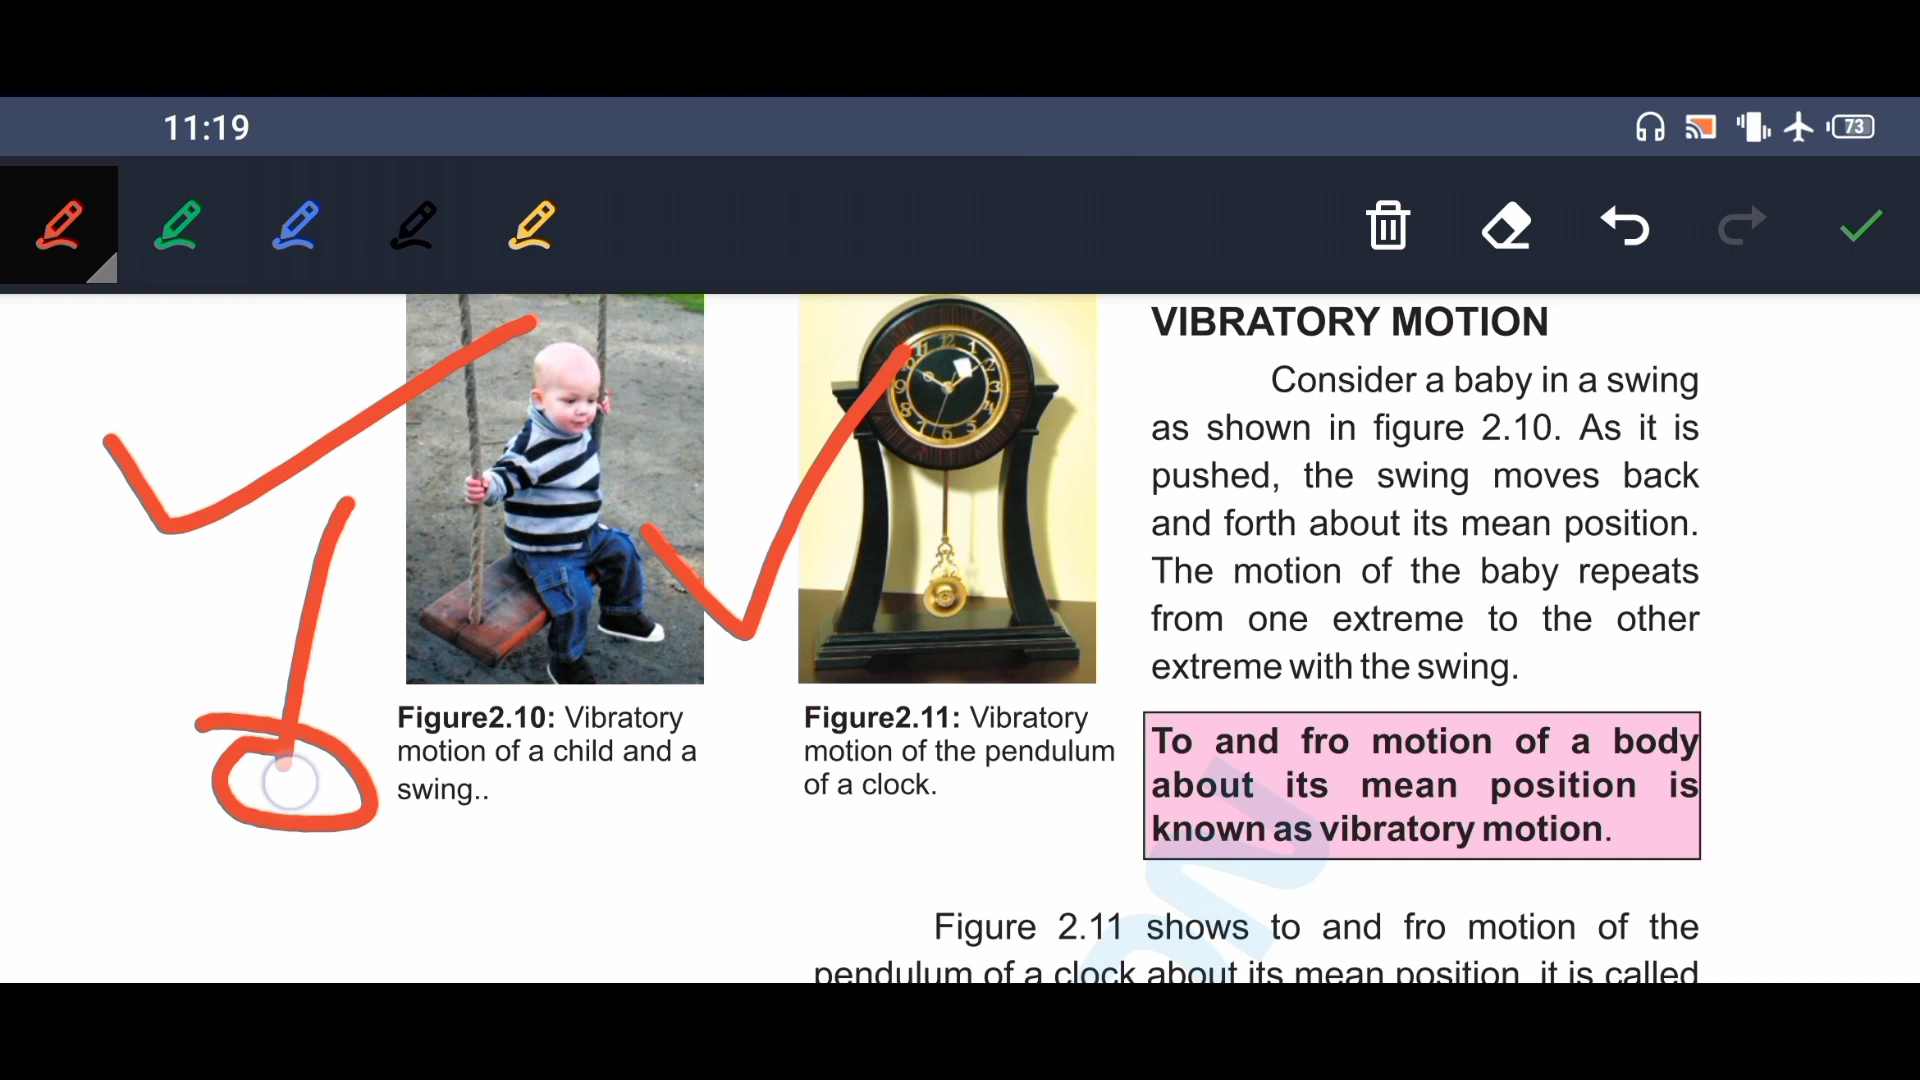 11:19
73
VIBRATORY MOTION
Consider a baby in a swing
as shown in figure 2.10. As it is
pushed, the swing moves back
and forth about its mean position.
The motion of the baby repeats
from one extreme to the other
extreme with the swing.
Figure2.10: Vibratory
motion of a child and a
swing..
Figure2.11: Vibratory
motion of the pendulum
of a clock.
To and fro motion of a body
about its mean position is
known as vibratory motion.
Figure 2.11 shows to and fro motion of the
pendulum of a clock about its mean position, it is called